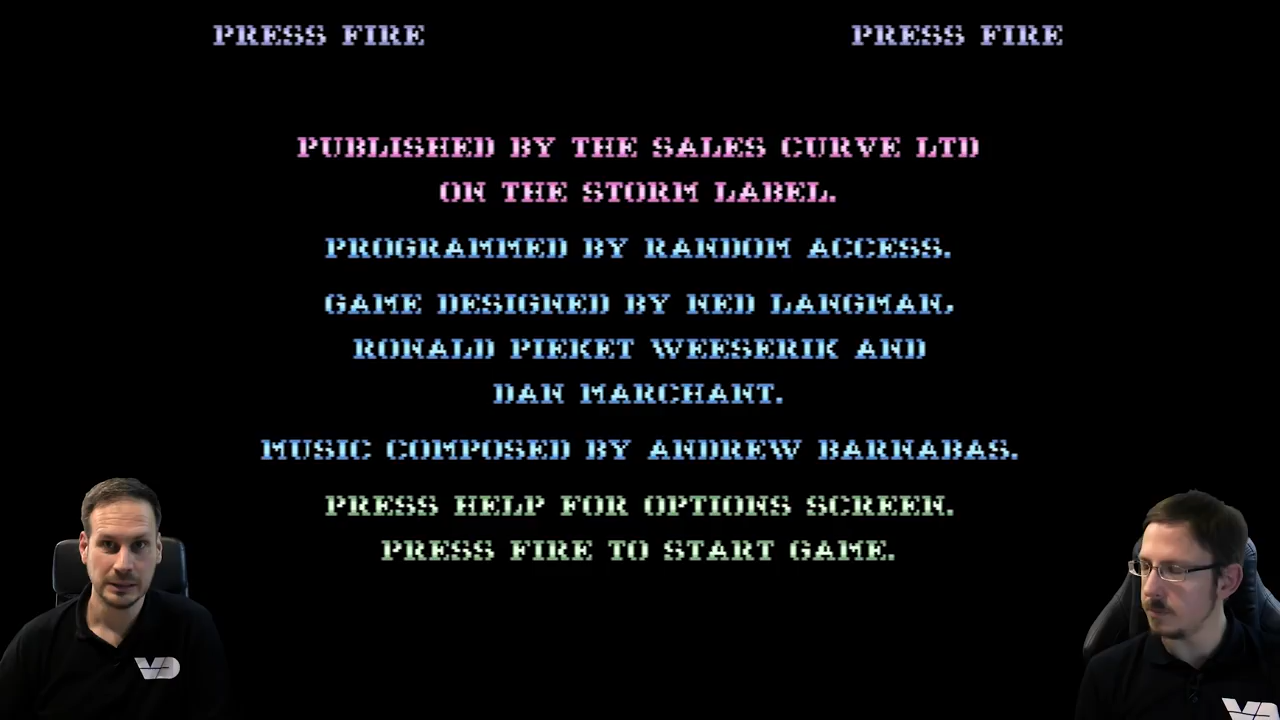 PRESS FIRE PRESS FIRE
PUBLISHED BY THE SALES CURVE LTD
ON THE STORM LABEL.
PROGRAMMED BY RANDOM ACCESS.
GAME DESIGNED BY NED LANGMAN,
RONALD PIEKET WEESERIK AND
DAN MARCHANT.
MUSIC COMPOSED BY ANDREW BARNABAS.
PRESS HELP FOR OPTIONS SCREEN.
PRESS FIRE TO START GAME.